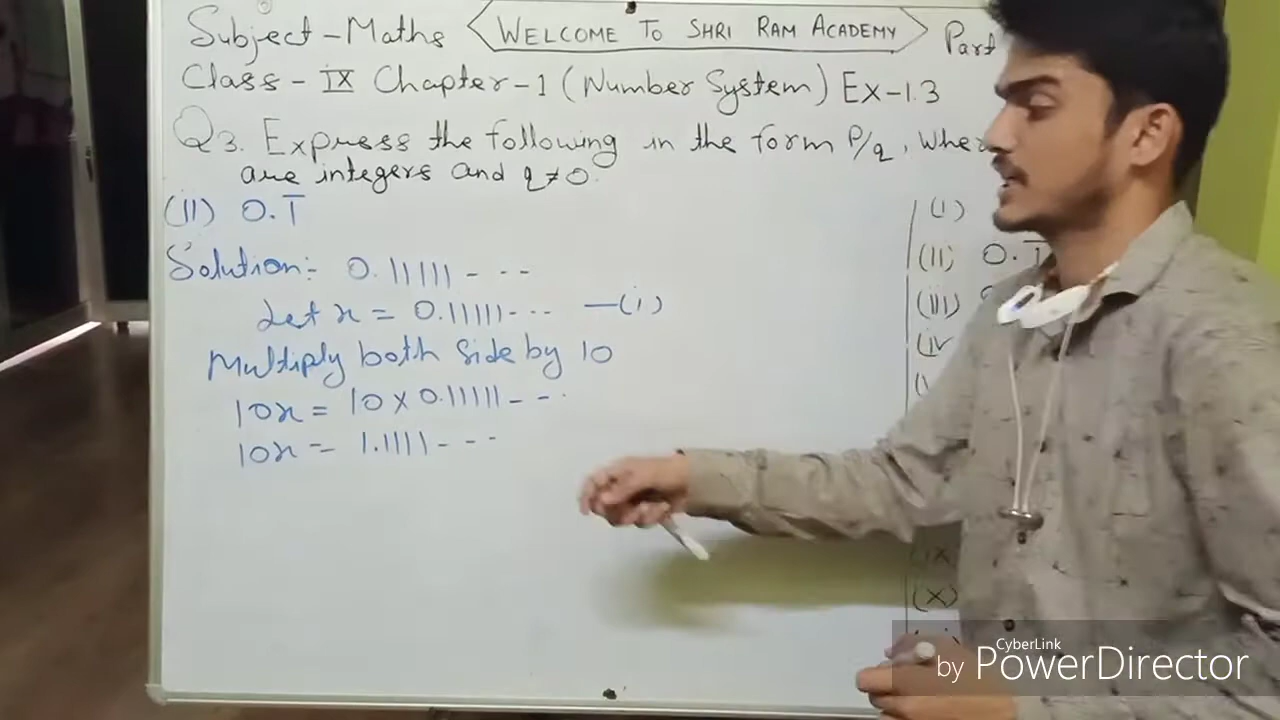 Subject - Maths
WELCOME TO SHRI RAM ACADEMY
Part
Class - IX Chapter - 1 (Number System) Ex - 1.3
Q3. Express the following in the form P/q, Wher
are integers and q ≠ 0.
(II) 0.1̅
Solution:- 0.11111 - - -
Let x = 0.11111 - - - —(i)
Multiply both side by 10
10x = 10 × 0.11111 - - -
10x = 1.1111 - - -
(I)
(II) 0.1̅
(III)
(IV
(V
(IX
(X)
CyberLink
by PowerDirector